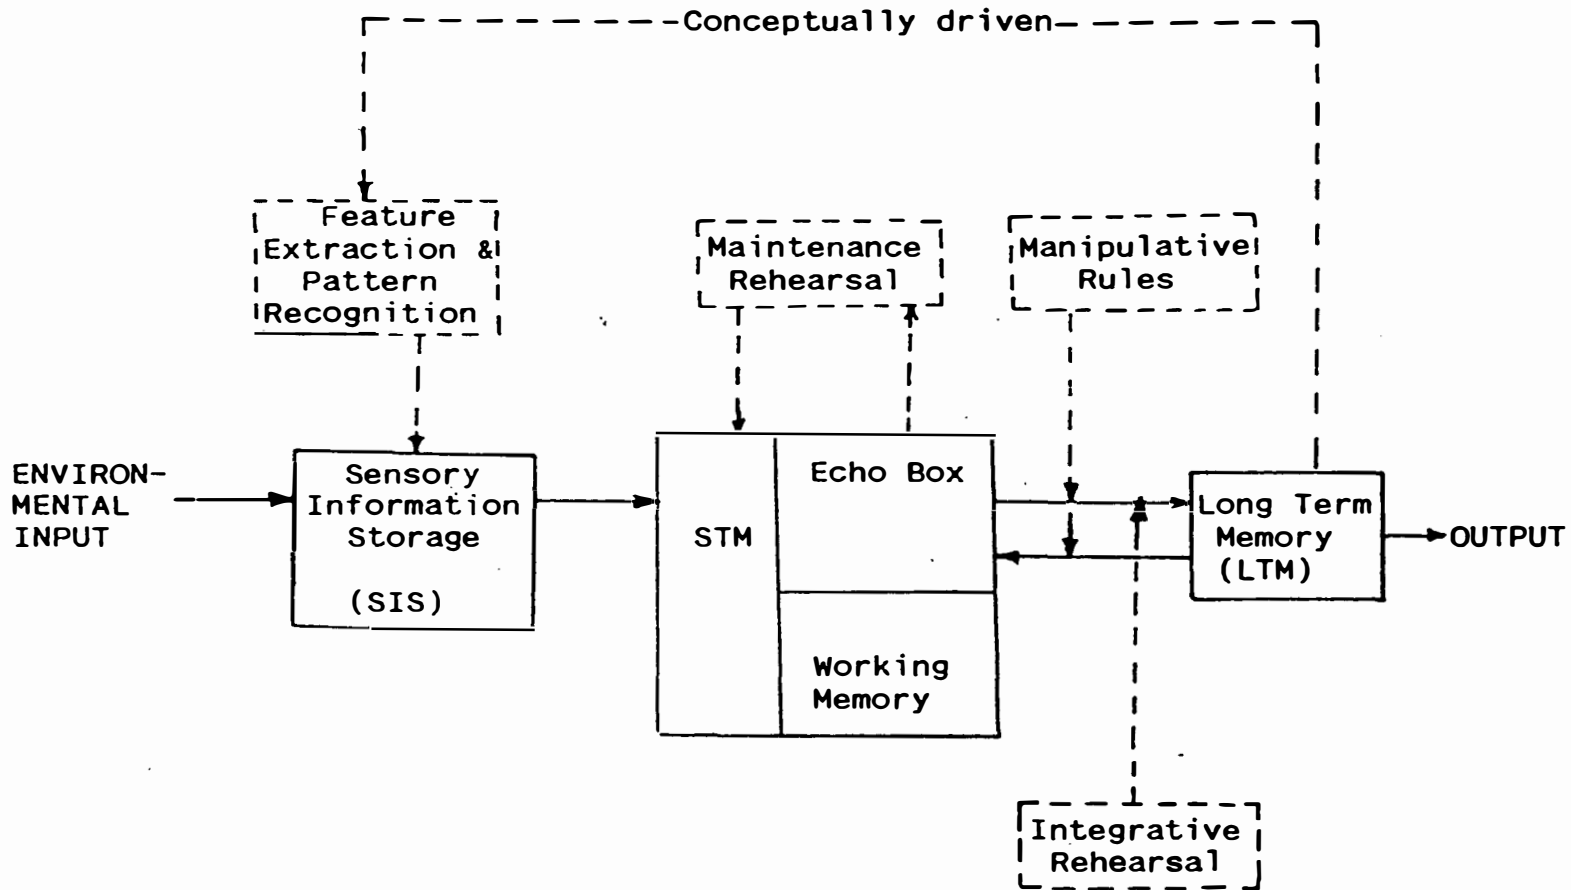 Conceptually driven
Feature
Extraction &
Pattern
Recognition
Maintenance
Rehearsal
Manipulative
Rules
ENVIRON-
MENTAL
INPUT
Sensory
Information
Storage
(SIS)
STM
Echo Box
Working
Memory
Long Term
Memory
(LTM)
OUTPUT
Integrative
Rehearsal